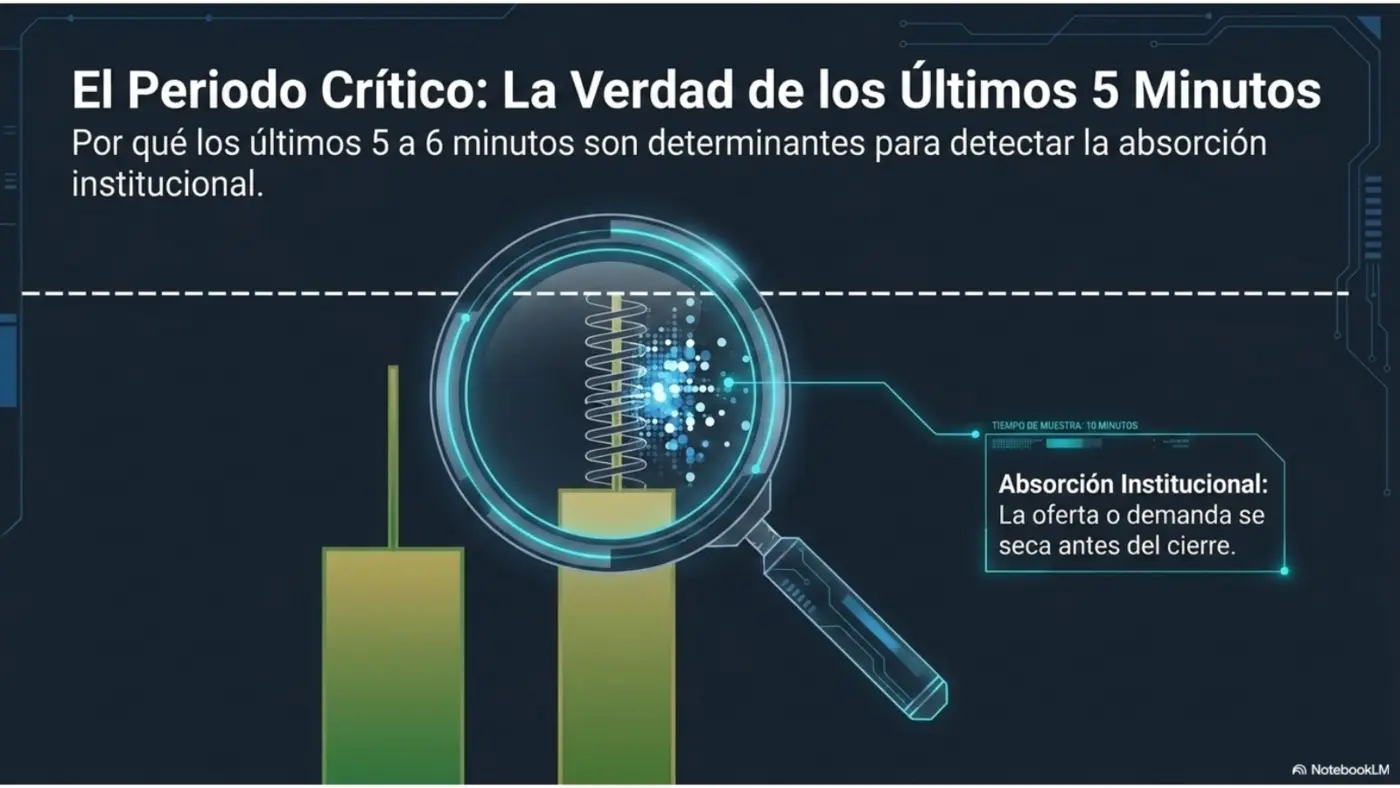 El Periodo Crítico: La Verdad de los Últimos 5 Minutos
Por qué los últimos 5 a 6 minutos son determinantes para detectar la absorción
institucional.
TIEMPO DE MUESTRA: 10 MINUTOS
Absorción Institucional:
La oferta o demanda se
seca antes del cierre.
NotebookLM